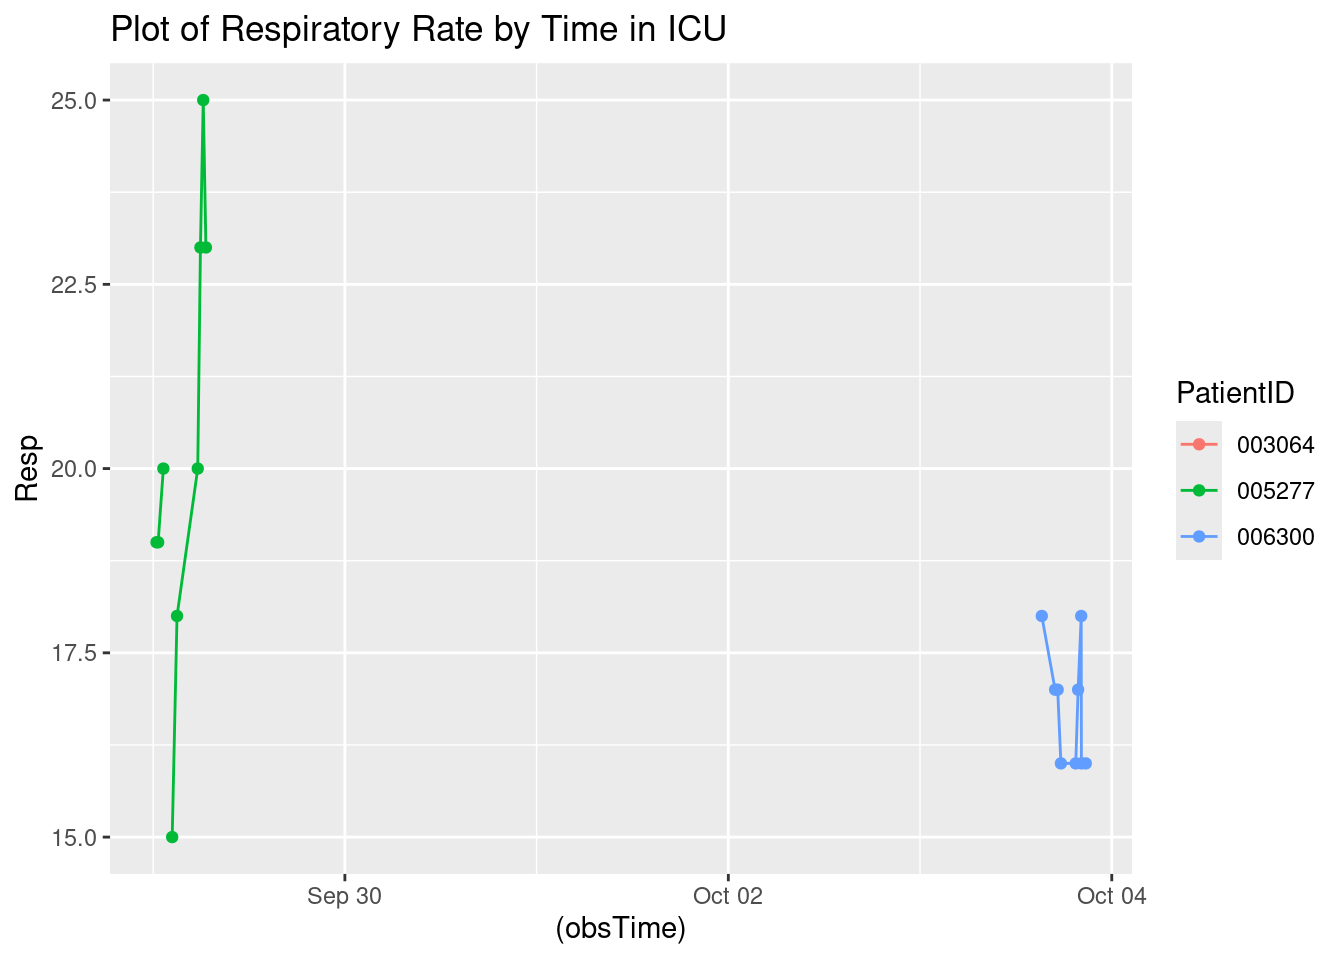 Plot of Respiratory Rate by Time in ICU
25.0
22.5
20.0
17.5
15.0
Resp
Sep 30
Oct 02
Oct 04
(obsTime)
PatientID
003064
005277
006300